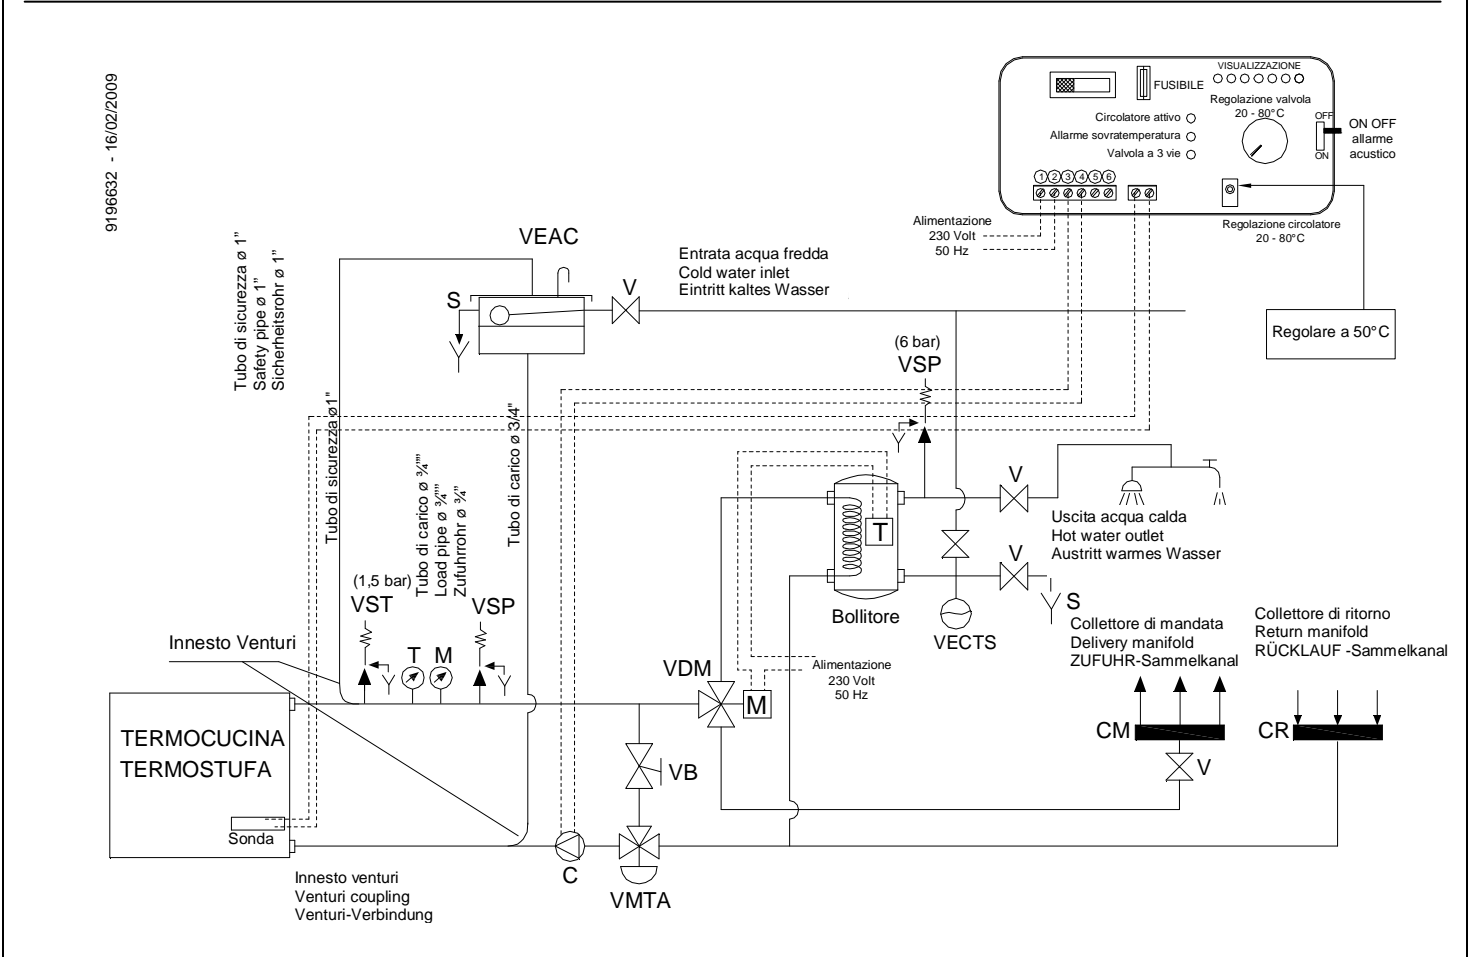 9196632  - 16/02/2009
VISUALIZZAZIONE
FUSIBILE
Regolazione valvola
20 - 80°C
Circolatore attivo
Allarme sovratemperatura
Valvola a 3 vie
OFF
ON
ON OFF
allarme
acustico
1 2 3 4 5 6
Alimentazione
230 Volt
50 Hz
Regolazione circolatore
20 - 80°C
Regolare a 50°C
Tubo di sicurezza ø 1"
Safety pipe ø 1"
Sicherheitsrohr ø 1"
VEAC
S
V
Entrata acqua fredda
Cold water inlet
Eintritt kaltes Wasser
(6 bar)
VSP
Tubo di sicurezza ø1"
Tubo di carico ø 3/4"
Tubo di carico ø ¾""
Load pipe ø ¾""
Zufuhrrohr ø ¾"
V
T
Uscita acqua calda
Hot water outlet
Austritt warmes Wasser
V
S
Bollitore
VECTS
(1,5 bar)
VST
VSP
T
M
Innesto Venturi
Collettore di mandata
Delivery manifold
ZUFUHR-Sammelkanal
Collettore di ritorno
Return manifold
RÜCKLAUF -Sammelkanal
VDM
M
Alimentazione
230 Volt
50 Hz
TERMOCUCINA
TERMOSTUFA
Sonda
CM
CR
V
VB
C
VMTA
Innesto venturi
Venturi coupling
Venturi-Verbindung